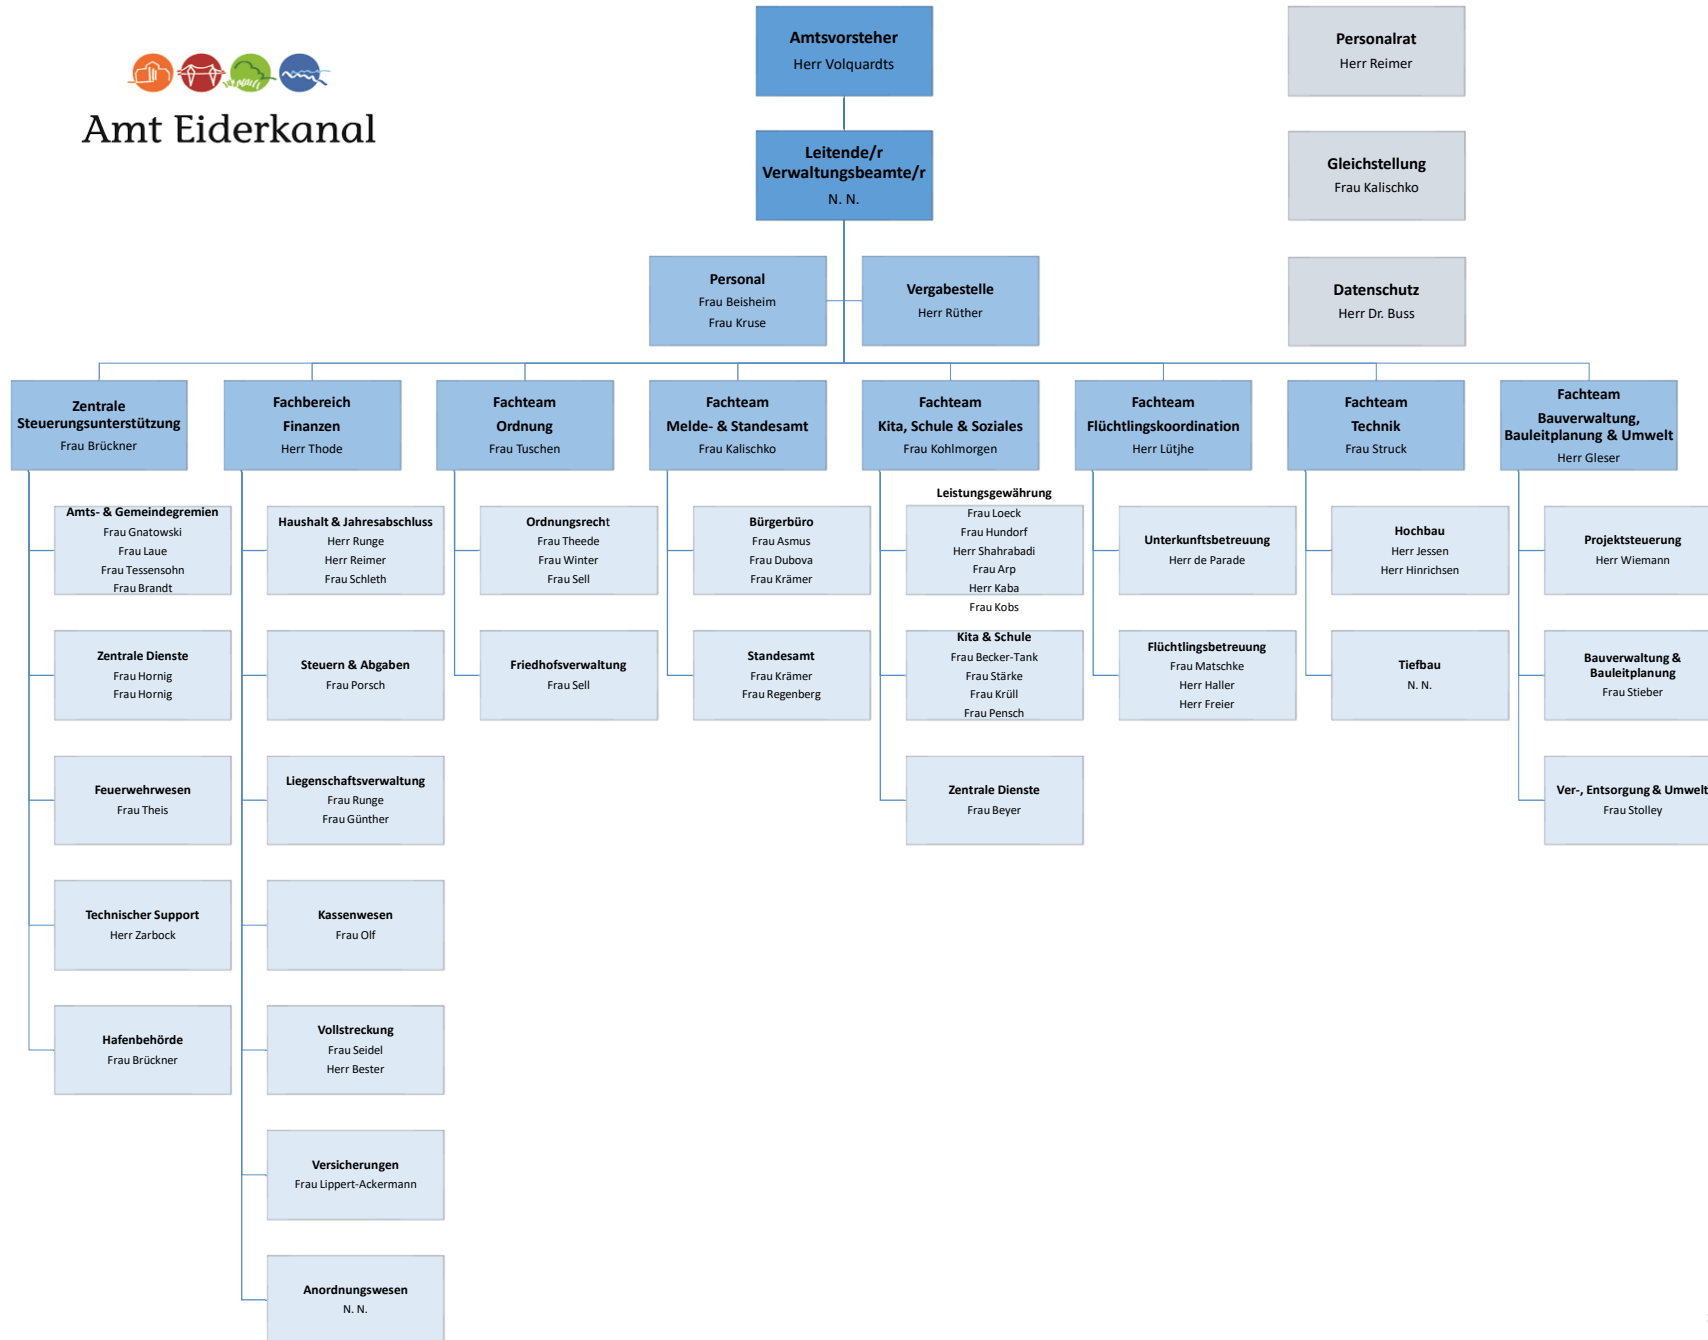 Amt Eiderkanal
Amtsvorsteher
Herr Volquardts
Personalrat
Herr Reimer
Leitende/r
Verwaltungsbeamte/r
N. N.
Gleichstellung
Frau Kalischko
Personal
Frau Beisheim
Frau Kruse
Vergabestelle
Herr Rüther
Datenschutz
Herr Dr. Buss
Zentrale
Steuerungsunterstützung
Frau Brückner
Fachbereich
Finanzen
Herr Thode
Fachteam
Ordnung
Frau Tuschen
Fachteam
Melde- & Standesamt
Frau Kalischko
Fachteam
Kita, Schule & Soziales
Frau Kohlmorgen
Fachteam
Flüchtlingskoordination
Herr Lütjhe
Fachteam
Technik
Frau Struck
Fachteam
Bauverwaltung,
Bauleitplanung & Umwelt
Herr Gleser
Amts- & Gemeindegremien
Frau Gnatowski
Frau Laue
Frau Tessensohn
Frau Brandt
Haushalt & Jahresabschluss
Herr Runge
Herr Reimer
Frau Schleth
Ordnungsrecht
Frau Theede
Frau Winter
Frau Sell
Bürgerbüro
Frau Asmus
Frau Dubova
Frau Krämer
Leistungsgewährung
Frau Loeck
Frau Hundorf
Herr Shahrabadi
Frau Arp
Herr Kaba
Frau Kobs
Unterkunftsbetreuung
Herr de Parade
Hochbau
Herr Jessen
Herr Hinrichsen
Projektsteuerung
Herr Wiemann
Zentrale Dienste
Frau Hornig
Frau Hornig
Steuern & Abgaben
Frau Porsch
Friedhofsverwaltung
Frau Sell
Standesamt
Frau Krämer
Frau Regenberg
Kita & Schule
Frau Becker-Tank
Frau Stärke
Frau Krüll
Frau Pensch
Flüchtlingsbetreuung
Frau Matschke
Herr Haller
Herr Freier
Tiefbau
N. N.
Bauverwaltung &
Bauleitplanung
Frau Stieber
Feuerwehrwesen
Frau Theis
Liegenschaftsverwaltung
Frau Runge
Frau Günther
Zentrale Dienste
Frau Beyer
Ver-, Entsorgung & Umwelt
Frau Stolley
Technischer Support
Herr Zarbock
Kassenwesen
Frau Olf
Hafenbehörde
Frau Brückner
Vollstreckung
Frau Seidel
Herr Bester
Versicherungen
Frau Lippert-Ackermann
Anordnungswesen
N. N.